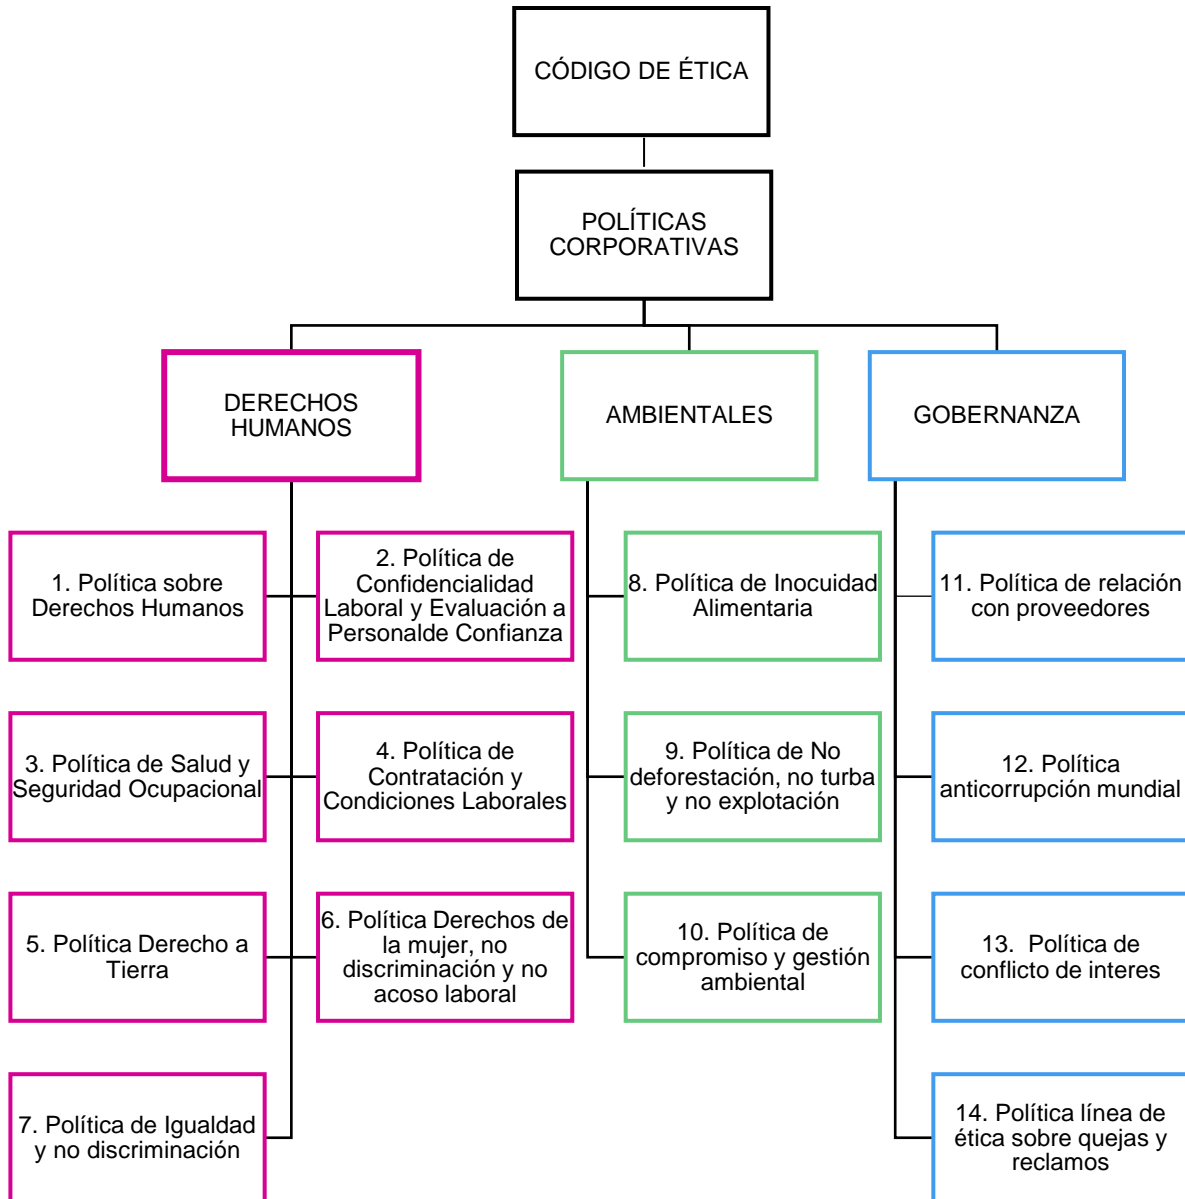 CÓDIGO DE ÉTICA
POLÍTICAS
CORPORATIVAS
DERECHOS
HUMANOS
AMBIENTALES
GOBERNANZA
1. Política sobre
Derechos Humanos
2. Política de
Confidencialidad
Laboral y Evaluación a
Personalde Confianza
3. Política de Salud y
Seguridad Ocupacional
4. Política de
Contratación y
Condiciones Laborales
5. Política Derecho a
Tierra
6. Política Derechos de
la mujer, no
discriminación y no
acoso laboral
7. Política de Igualdad
y no discriminación
8. Política de Inocuidad
Alimentaria
9. Política de No
deforestación, no turba
y no explotación
10. Política de
compromiso y gestión
ambiental
11. Política de relación
con proveedores
12. Política
anticorrupción mundial
13. Política de
conflicto de interes
14. Política línea de
ética sobre quejas y
reclamos